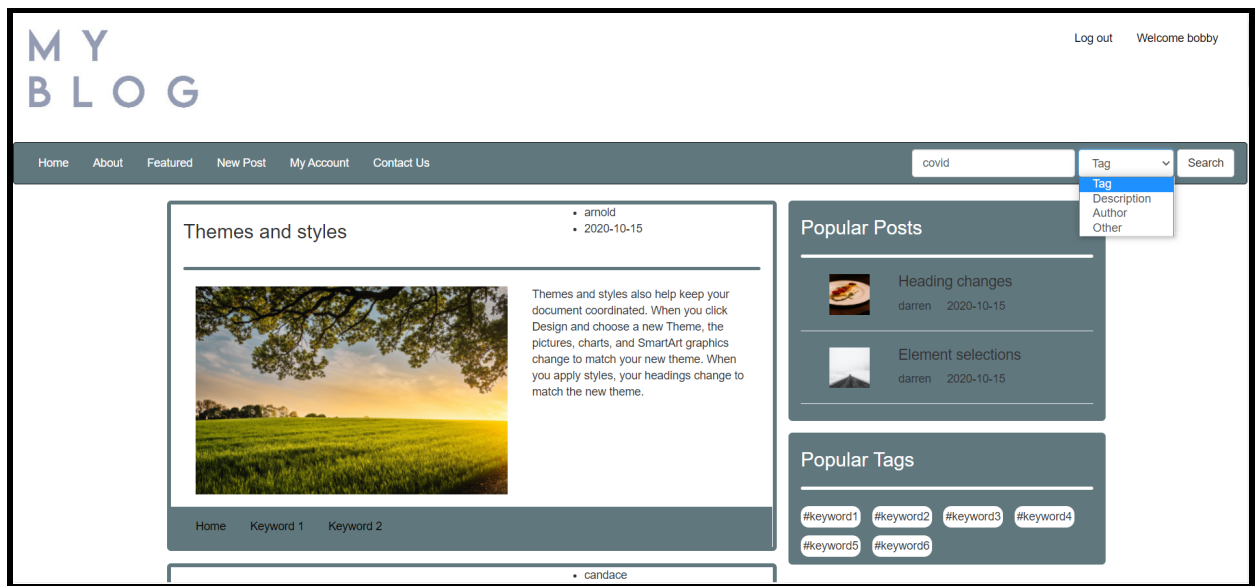 MY
BLOG
Log out Welcome bobby
Home About Featured New Post My Account Contact Us
covid Tag Search
Tag
Description
Author
Other
Themes and styles
arnold
2020-10-15
Themes and styles also help keep your
document coordinated. When you click
Design and choose a new Theme, the
pictures, charts, and SmartArt graphics
change to match your new theme. When
you apply styles, your headings change to
match the new theme.
Home Keyword 1 Keyword 2
candace
Popular Posts
Heading changes
darren 2020-10-15
Element selections
darren 2020-10-15
Popular Tags
#keyword1 #keyword2 #keyword3 #keyword4
#keyword5 #keyword6